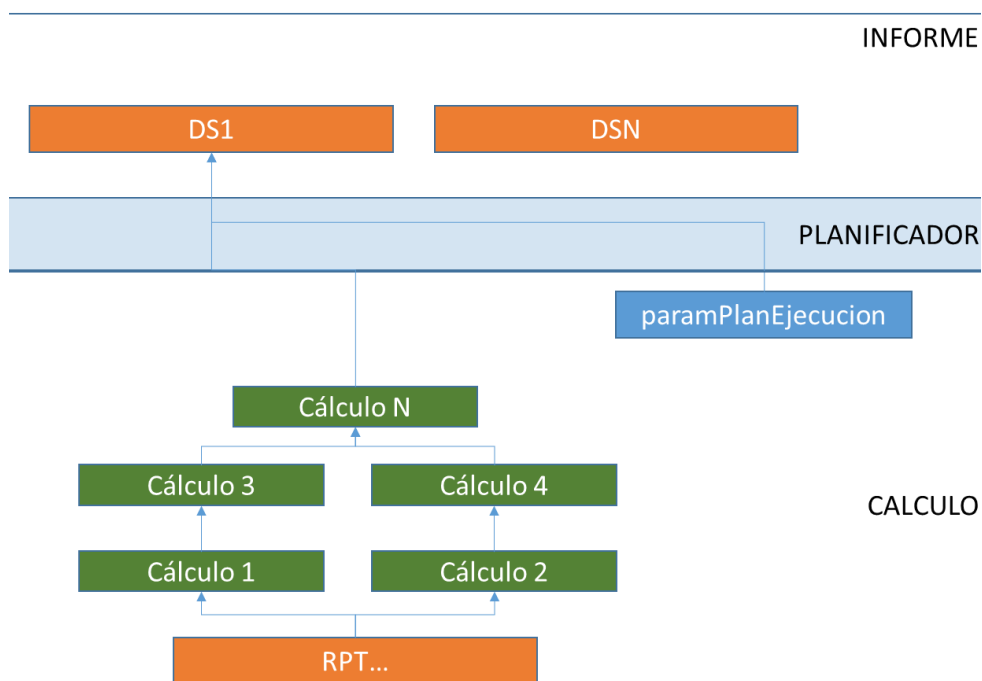 INFORME
DS1
DSN
PLANIFICADOR
paramPlanEjecucion
Cálculo N
Cálculo 3
Cálculo 4
CALCULO
Cálculo 1
Cálculo 2
RPT...